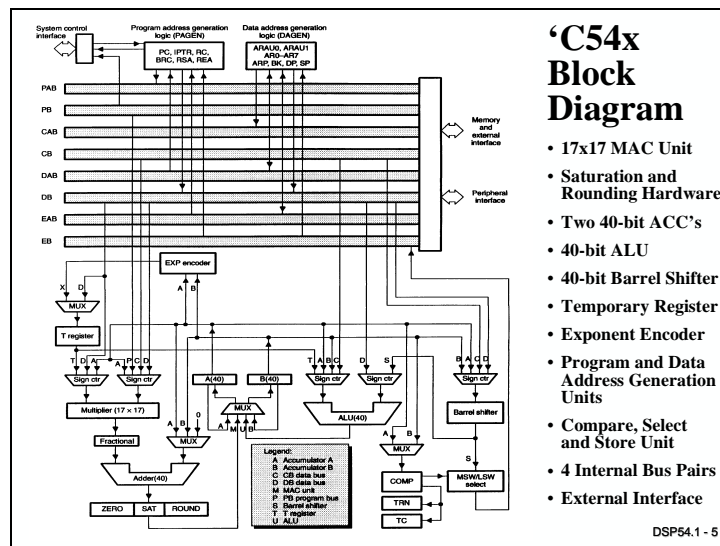 System control
interface
Program address generation
logic (PAGEN)
Data address generation
logic (DAGEN)
PC, IPTR, RC,
BRC, RSA, REA
ARAU0, ARAU1
AR0–AR7
ARP, BK, DP, SP
PAB
PB
CAB
CB
DAB
DB
EAB
EB
Memory
and
external
interface
Peripheral
interface
EXP encoder
X D
A B
MUX
T register
T D A
A P C D
Sign ctr
Sign ctr
A(40)
B(40)
T A B C
D S
Sign ctr
Sign ctr
B A C D
Sign ctr
Multiplier (17 × 17)
A B 0
MUX
MUX
A M U B
ALU(40)
Barrel shifter
Fractional
A B
MUX
S
Adder(40)
COMP
MSW/LSW
select
ZERO SAT ROUND
TRN
TC
Legend:
A Accumulator A
B Accumulator B
C CB data bus
D DB data bus
M MAC unit
P PB program bus
S Barrel shifter
T T register
U ALU
‘C54x
Block
Diagram
• 17x17 MAC Unit
• Saturation and
Rounding Hardware
• Two 40-bit ACC's
• 40-bit ALU
• 40-bit Barrel Shifter
• Temporary Register
• Exponent Encoder
• Program and Data
Address Generation
Units
• Compare, Select
and Store Unit
• 4 Internal Bus Pairs
• External Interface
DSP54.1 - 5